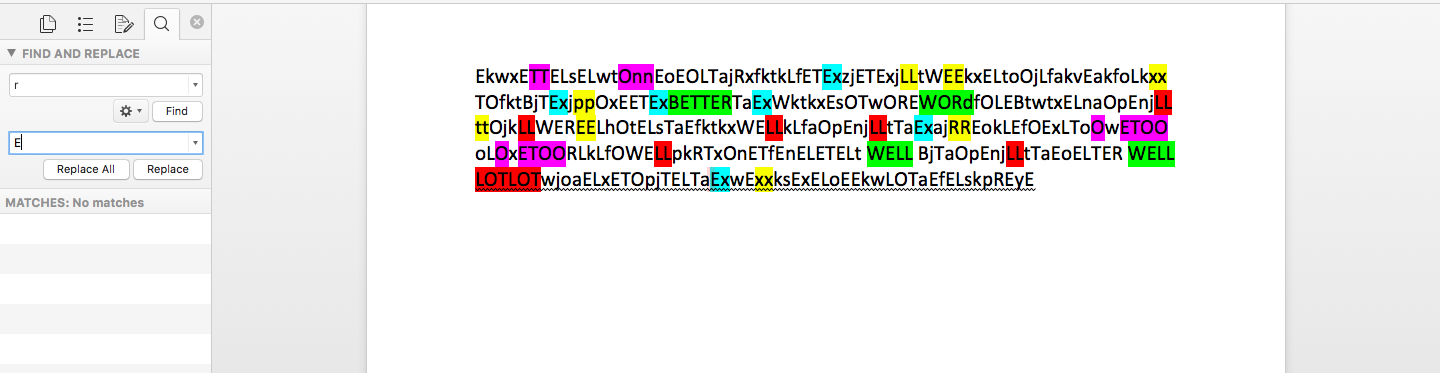 FIND AND REPLACE
r
Find
E
Replace All
Replace
MATCHES: No matches
EkwxETTELsELwtOnnEoEOLTajRxfktkLfETExzjETExjLLtWEEkxELtoOjLfakvEakfoLkxx
TOfktBjTExjppOxEETExBETTERTaExWktkxEsOTwOREWORdfOLEBtwtxELnaOpEnjLL
ttOjkLLWEREELhOtELsTaEfktkxWELLkLfaOpEnjLLtTaExajRREokLEfOExLToOwETOO
oLOxETOORLkLfOWELLpkRTxOnETfEnELETELt WELL BjTaOpEnjLLtTaEoELTER WELL
LOTLOTwjoaELxETOpjTELTaExwExxksExELoEEkwLOTaEfELskpREyE